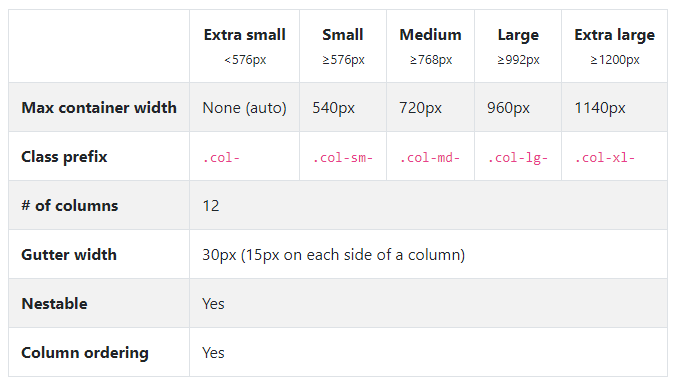 Extra small Small Medium Large Extra large
<576px ≥576px ≥768px ≥992px ≥1200px
Max container width None (auto) 540px 720px 960px 1140px
Class prefix .col- .col-sm- .col-md- .col-lg- .col-xl-
# of columns 12
Gutter width 30px (15px on each side of a column)
Nestable Yes
Column ordering Yes